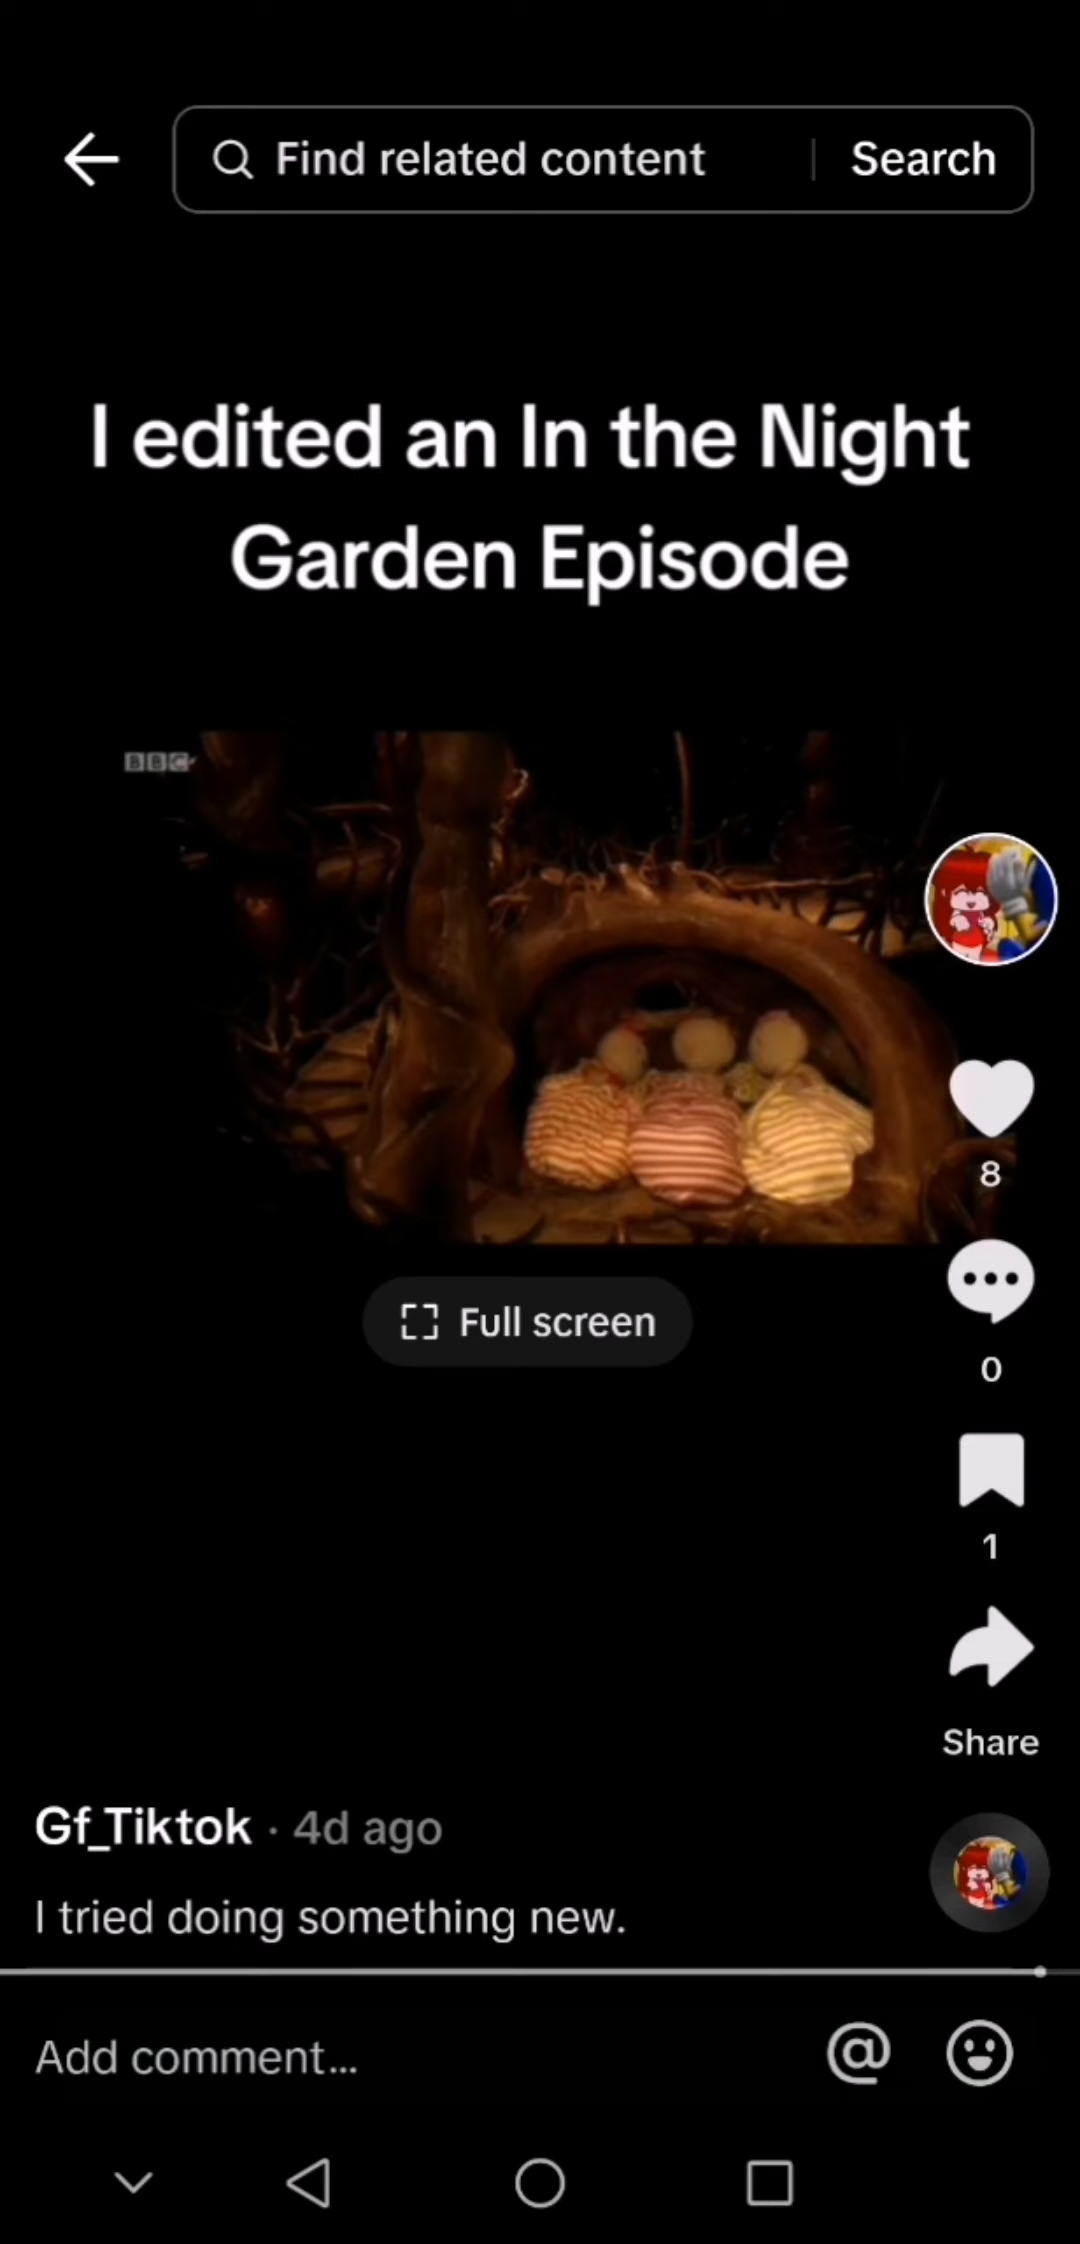 Find related content
Search
I edited an In the Night
Garden Episode
BBC
8
Full screen
0
1
Share
Gf_Tiktok · 4d ago
I tried doing something new.
Add comment...